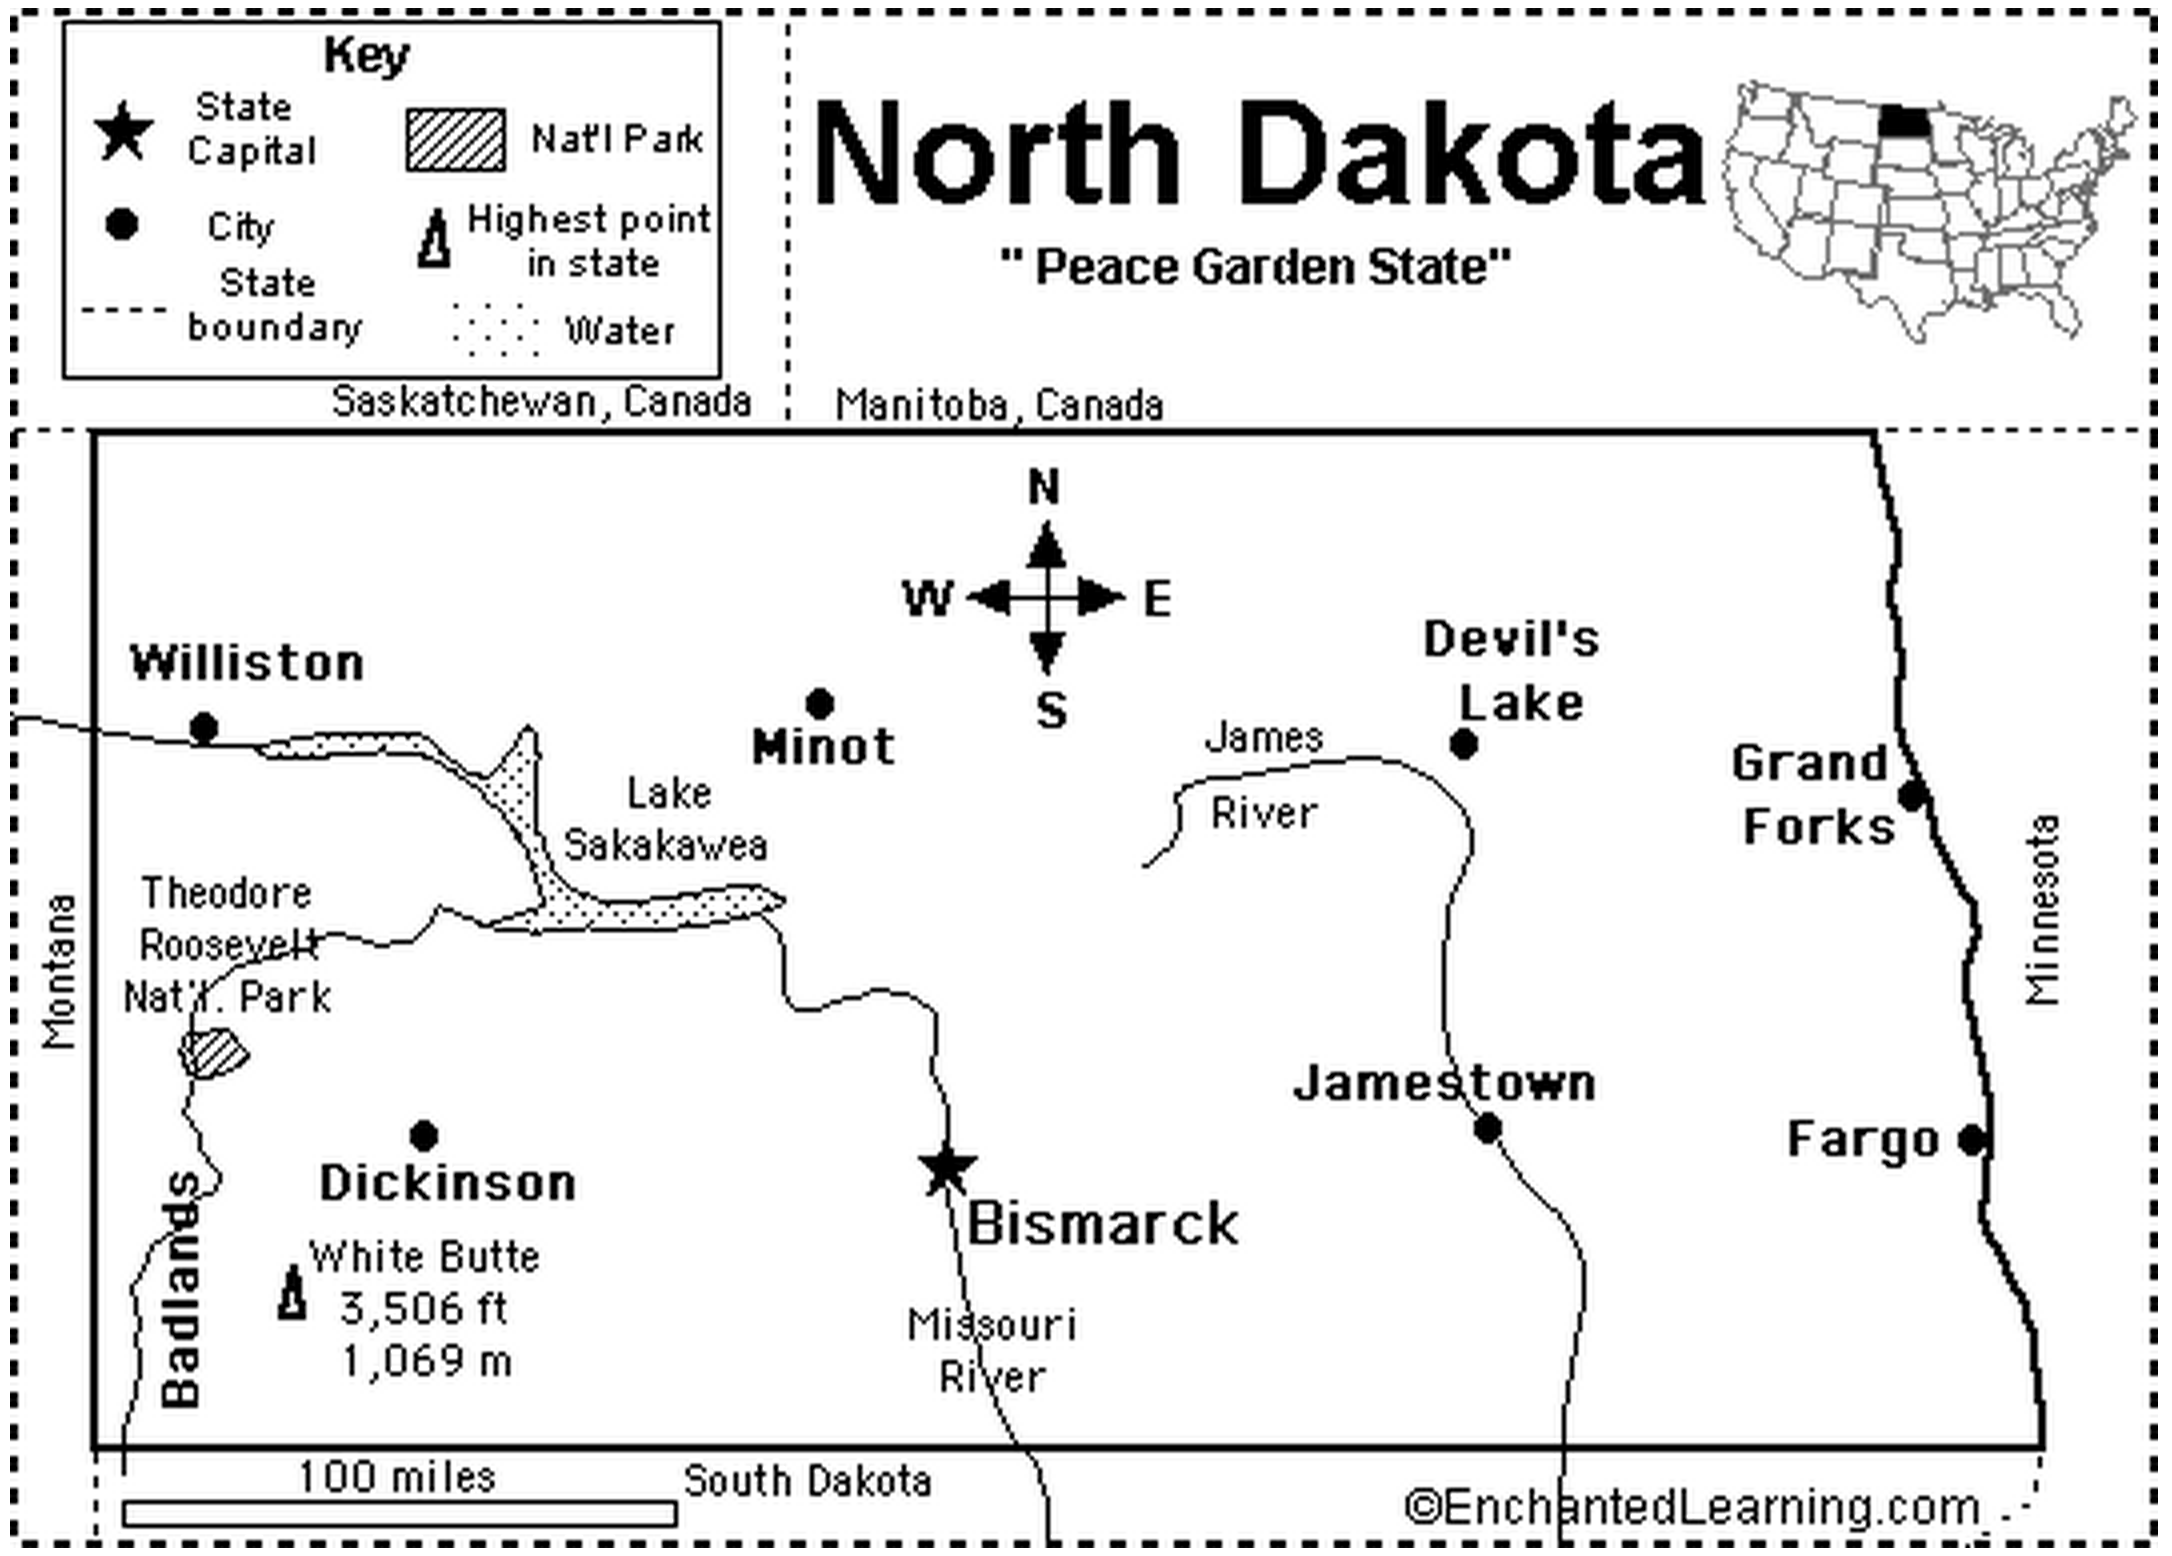 Key
State
Capital
Nat'l Park
City
Highest point
in state
State
boundary
Water
North Dakota
" Peace Garden State"
Saskatchewan, Canada
Manitoba, Canada
N
W
E
S
Williston
Minot
Devil's
Lake
James
River
Grand
Forks
Lake
Sakakawea
Minnesota
Montana
Theodore
Roosevelt
Nat'l. Park
Jamestown
Fargo
Dickinson
Bismarck
Badlands
White Butte
3,506 ft
1,069 m
Missouri
River
100 miles
South Dakota
©EnchantedLearning.com